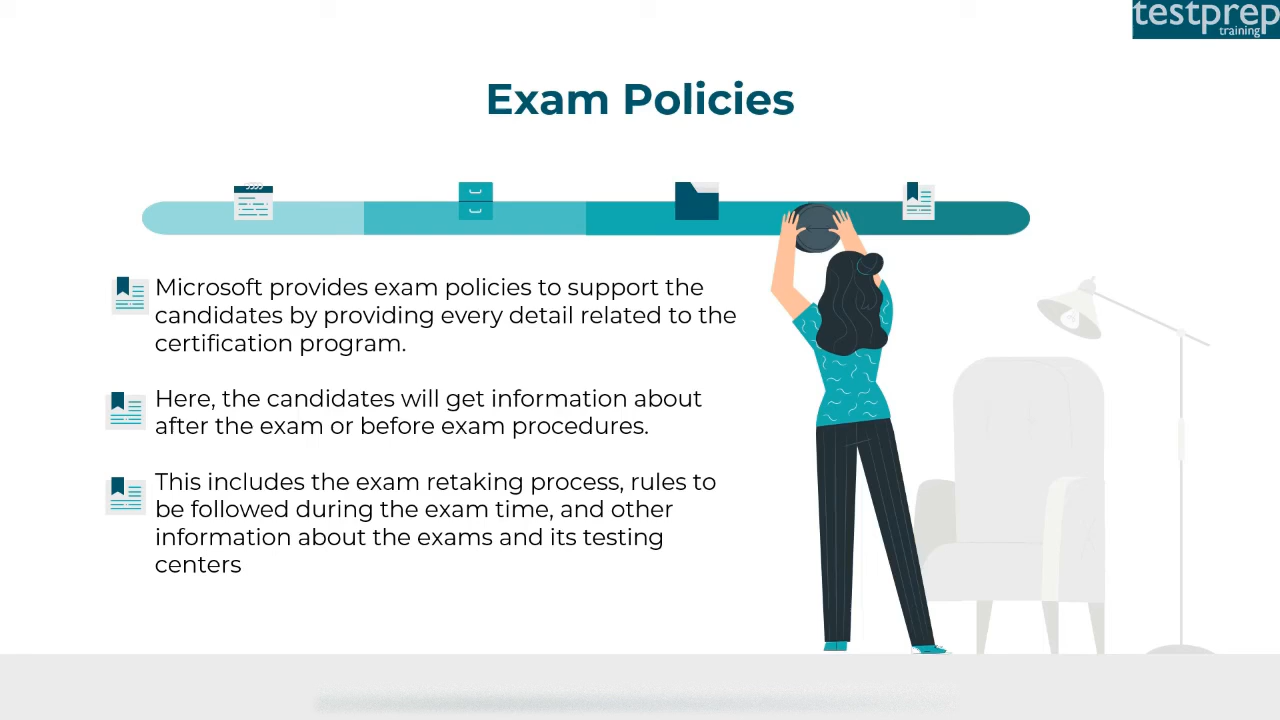 testprep
training
Exam Policies
Microsoft provides exam policies to support the
candidates by providing every detail related to the
certification program.
Here, the candidates will get information about
after the exam or before exam procedures.
This includes the exam retaking process, rules to
be followed during the exam time, and other
information about the exams and its testing
centers